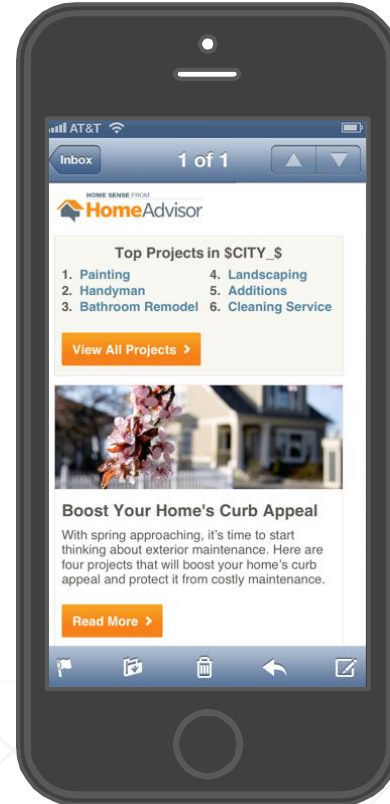 AT&T
Inbox
1 of 1
HOME SENSE FROM
HomeAdvisor
Top Projects in $CITY_$
1. Painting
2. Handyman
3. Bathroom Remodel
4. Landscaping
5. Additions
6. Cleaning Service
View All Projects >
Boost Your Home's Curb Appeal
With spring approaching, it's time to start
thinking about exterior maintenance. Here are
four projects that will boost your home's curb
appeal and protect it from costly maintenance.
Read More >